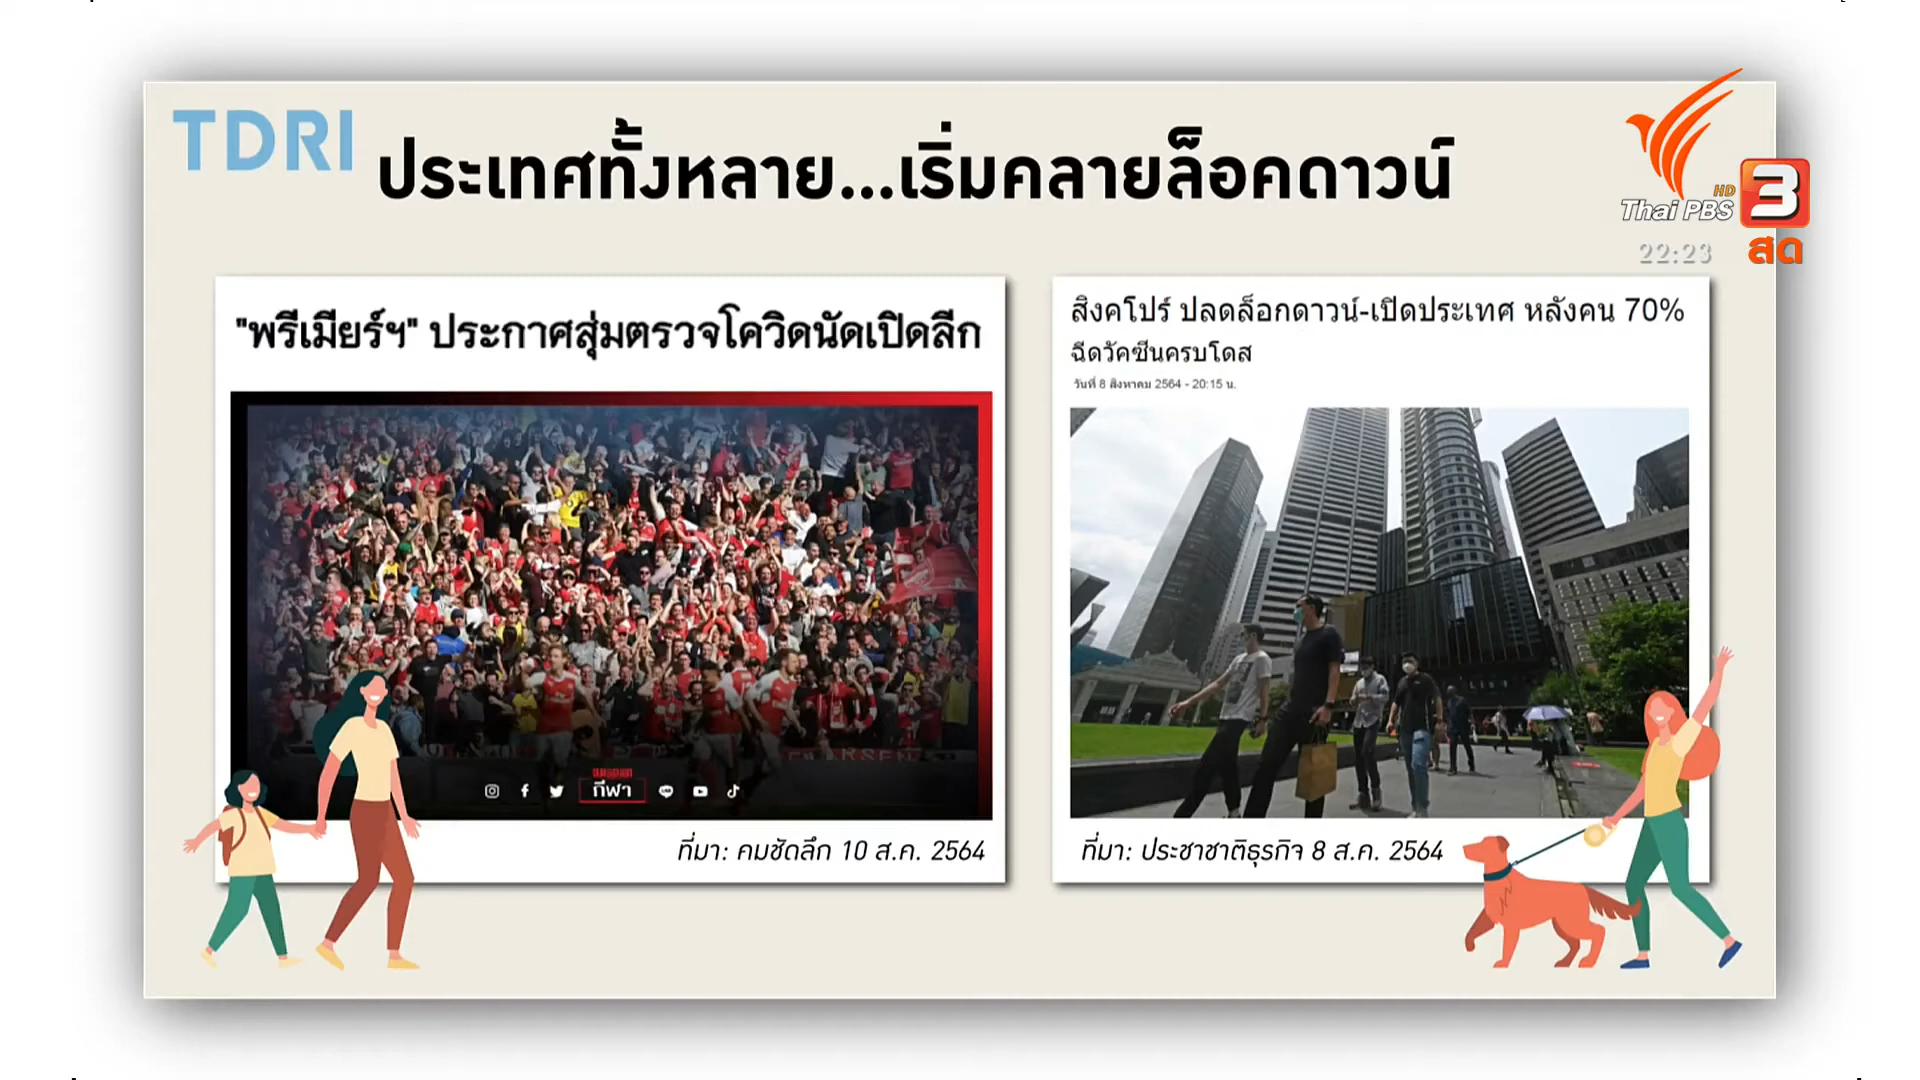 TDRI
ประเทศทั้งหลาย...เริ่มคลายล็อคดาวน์
HD
Thai PBS
3
22:23
สด
"พรีเมียร์ฯ" ประกาศสุ่มตรวจโควิดนัดเปิดลีก
คมชัดลึก
กีฬา
ที่มา: คมชัดลึก 10 ส.ค. 2564
สิงคโปร์ ปลดล็อกดาวน์-เปิดประเทศ หลังคน 70%
ฉีดวัคซีนครบโดส
วันที่ 8 สิงหาคม 2564 - 20:15 น.
ที่มา: ประชาชาติธุรกิจ 8 ส.ค. 2564